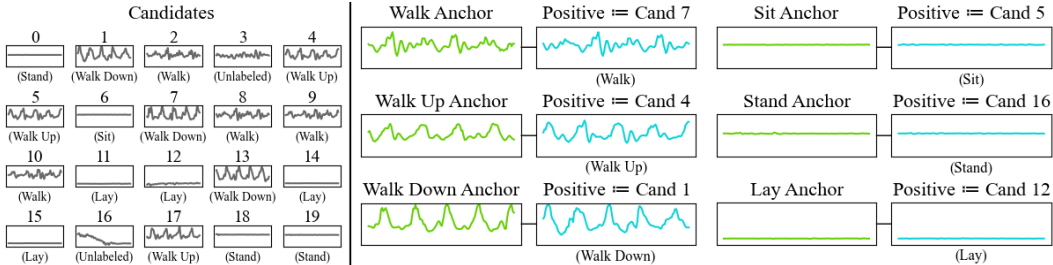 Candidates
0 1 2 3 4
(Stand) (Walk Down) (Walk) (Unlabeled) (Walk Up)
5 6 7 8 9
(Walk Up) (Sit) (Walk Down) (Walk) (Walk)
10 11 12 13 14
(Walk) (Lay) (Lay) (Walk Down) (Lay)
15 16 17 18 19
(Lay) (Unlabeled) (Walk Up) (Stand) (Stand)
Walk Anchor Positive ≔ Cand 7
(Walk)
Sit Anchor Positive ≔ Cand 5
(Sit)
Walk Up Anchor Positive ≔ Cand 4
(Walk Up)
Stand Anchor Positive ≔ Cand 16
(Stand)
Walk Down Anchor Positive ≔ Cand 1
(Walk Down)
Lay Anchor Positive ≔ Cand 12
(Lay)